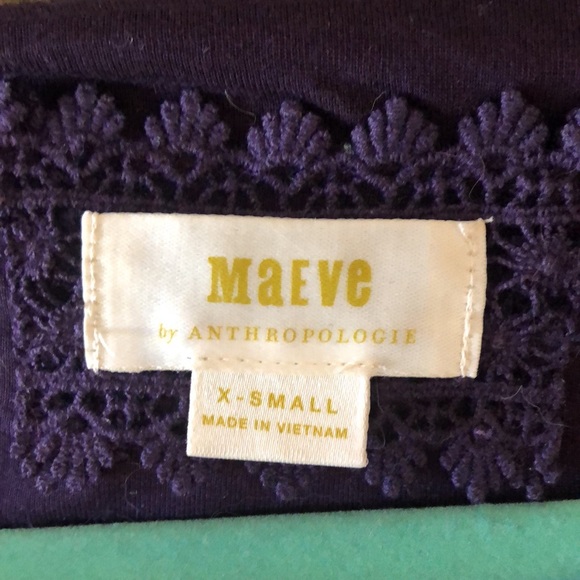 MaEVe
by ANTHROPOLOGIE
X-SMALL
MADE IN VIETNAM